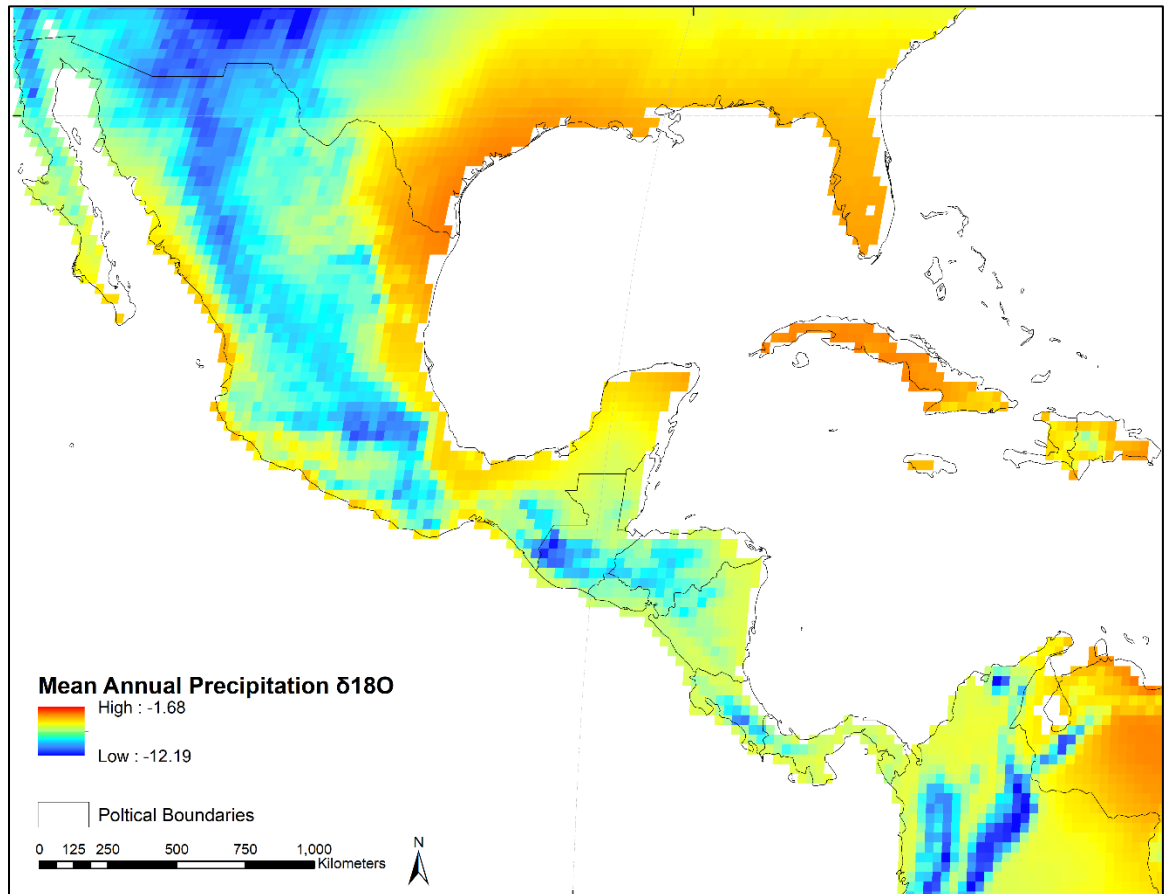 Mean Annual Precipitation δ18O
High : -1.68
Low : -12.19
Poltical Boundaries
0 125 250 500 750 1,000
Kilometers
N